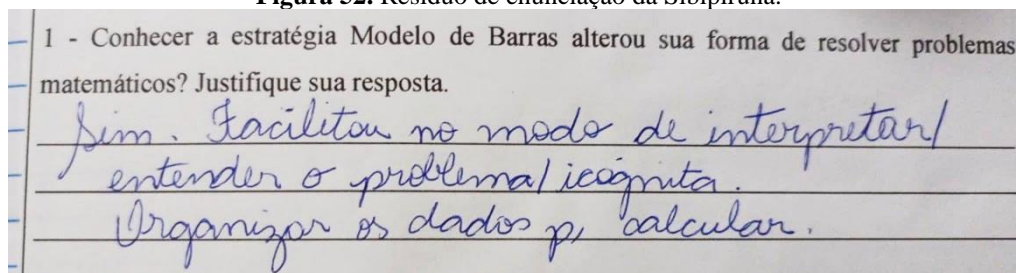 Figura 32. Resíduo de enunciação da Sibipiruna.
1 - Conhecer a estratégia Modelo de Barras alterou sua forma de resolver problemas
matemáticos? Justifique sua resposta.
Sim. Facilitou no modo de interpretar/
entender o problema/icógnita.
Organizar os dados p/ calcular.